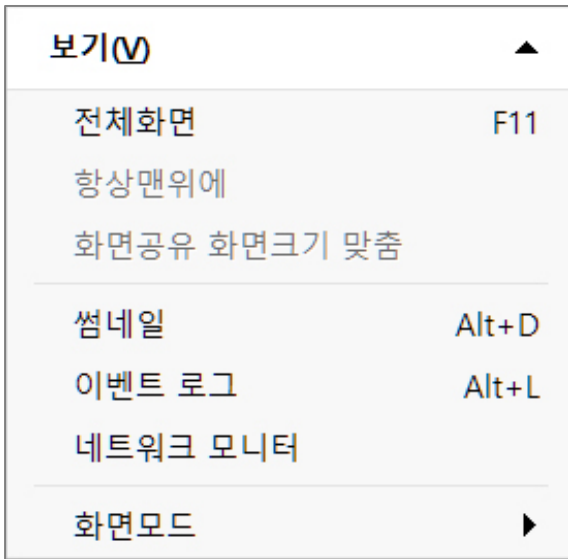 보기(V) ▲
전체화면 F11
항상맨위에
화면공유 화면크기 맞춤
썸네일 Alt+D
이벤트 로그 Alt+L
네트워크 모니터
화면모드 ▶